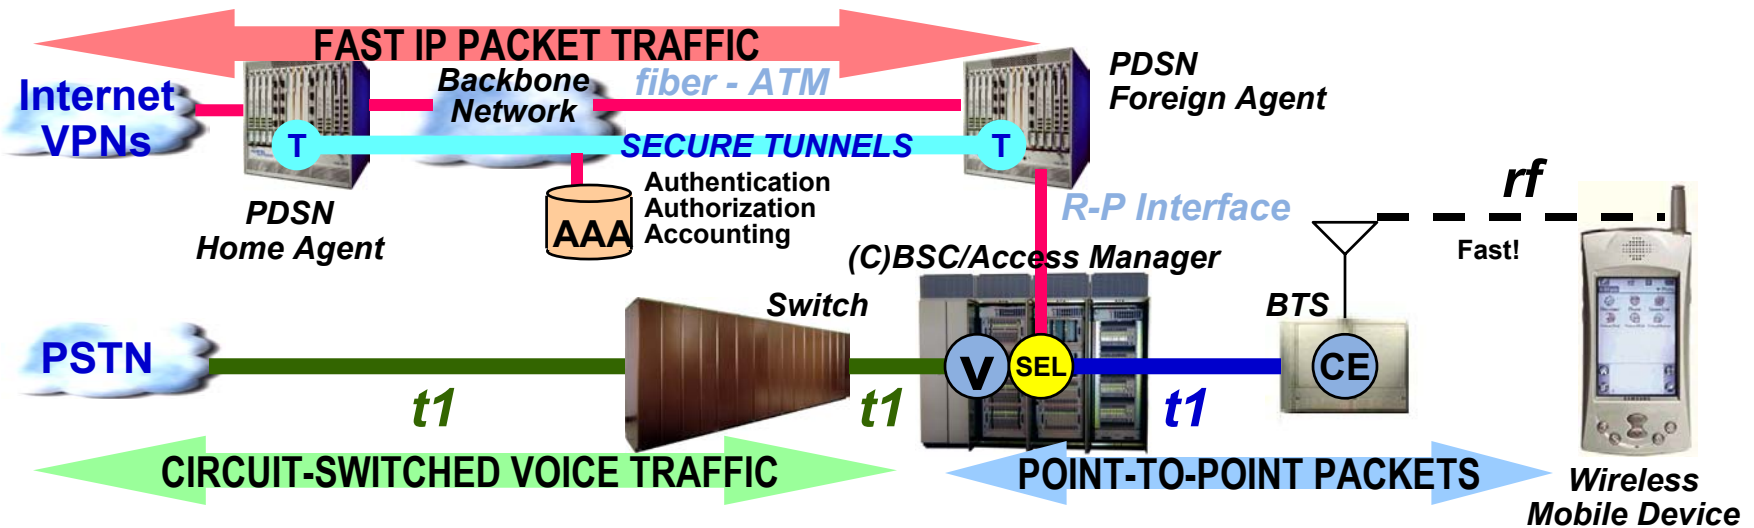 FAST IP PACKET TRAFFIC
Internet
VPNs
Backbone
Network
fiber - ATM
PDSN
Foreign Agent
T
SECURE TUNNELS
T
Authentication
Authorization
Accounting
AAA
PDSN
Home Agent
R-P Interface
rf
Fast!
(C)BSC/Access Manager
Switch
BTS
PSTN
t1
t1
V
SEL
t1
CE
CIRCUIT-SWITCHED VOICE TRAFFIC
POINT-TO-POINT PACKETS
Wireless
Mobile Device